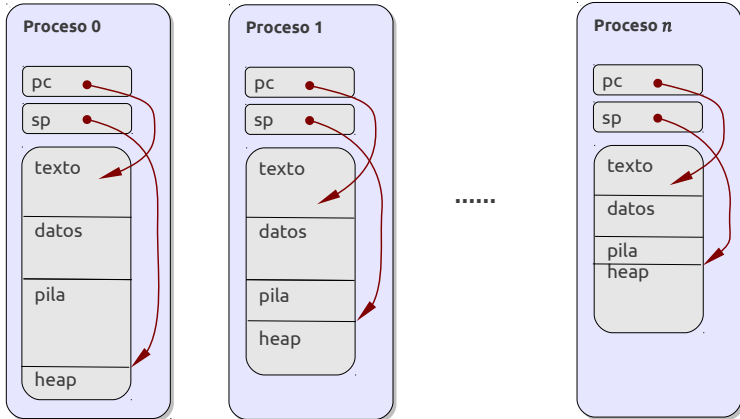 Proceso 0
pc
sp
texto
datos
pila
heap
Proceso 1
pc
sp
texto
datos
pila
heap
......
Proceso n
pc
sp
texto
datos
pila
heap